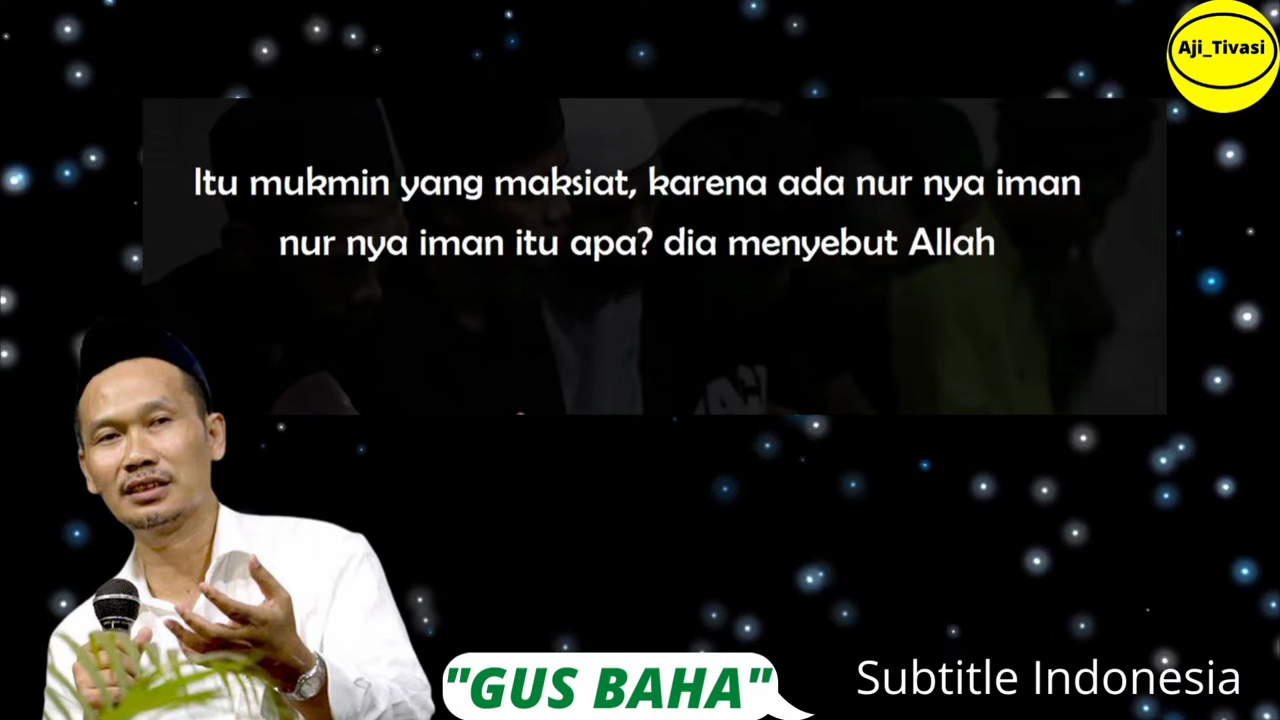 Aji_Tivasi
Itu mukmin yang maksiat, karena ada nur nya iman
nur nya iman itu apa? dia menyebut Allah
"GUS BAHA"
Subtitle Indonesia